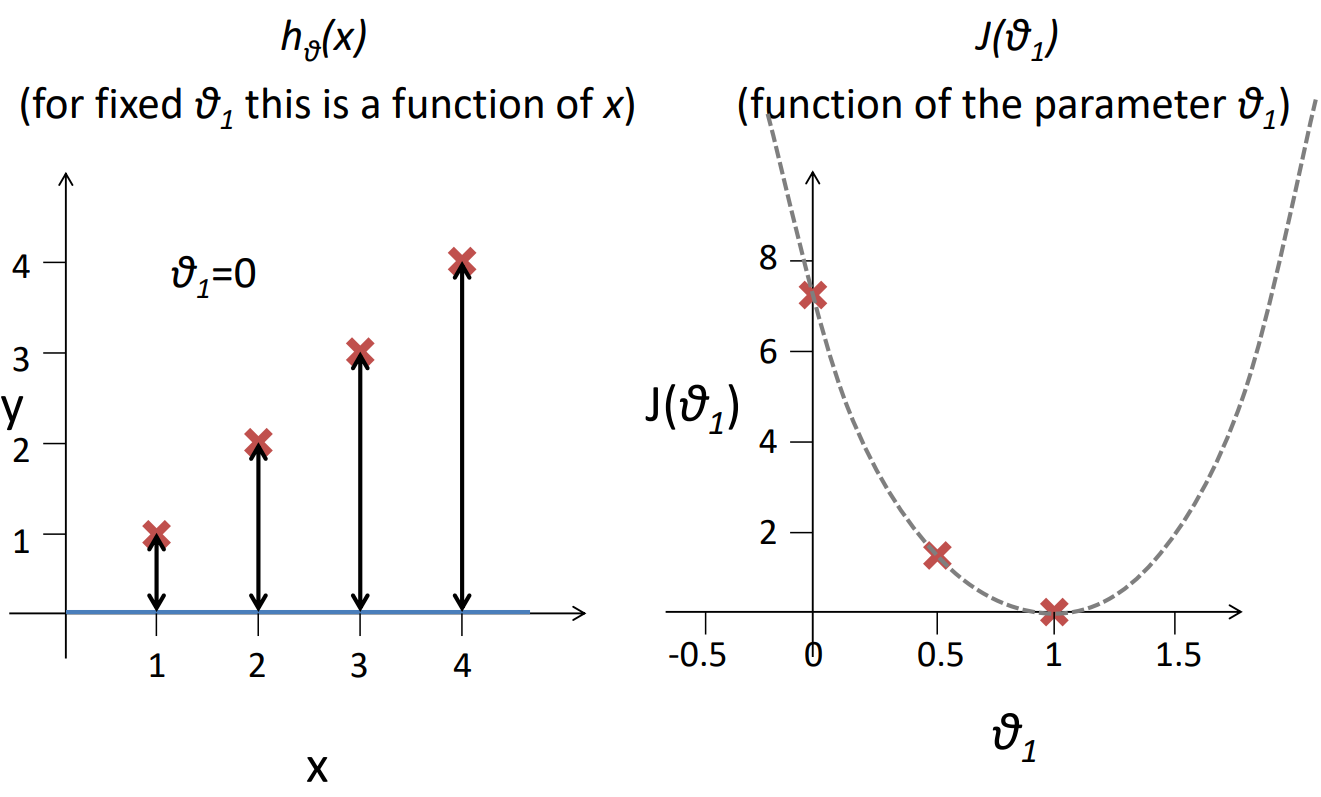 h𝜗(x)
(for fixed 𝜗1 this is a function of x)
4
3
2
1
y
𝜗1=0
1 2 3 4
x
J(𝜗1)
(function of the parameter 𝜗1)
8
6
4
2
J(𝜗1)
-0.5 0 0.5 1 1.5
𝜗1